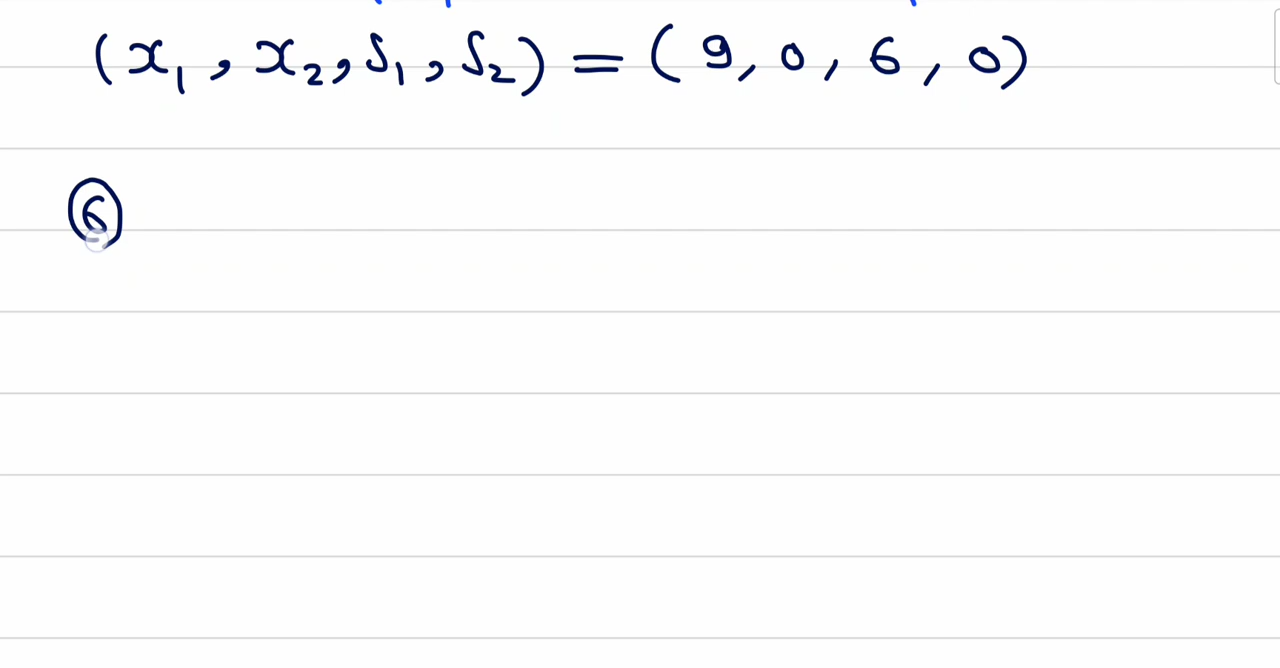 (x₁, x₂, S₁, S₂) = (9, 0, 6, 0)
⑥